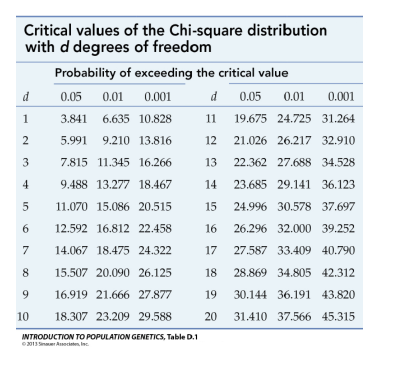 Critical values of the Chi-square distribution
with d degrees of freedom
Probability of exceeding the critical value
d 0.05 0.01 0.001 d 0.05 0.01 0.001
1 3.841 6.635 10.828 11 19.675 24.725 31.264
2 5.991 9.210 13.816 12 21.026 26.217 32.910
3 7.815 11.345 16.266 13 22.362 27.688 34.528
4 9.488 13.277 18.467 14 23.685 29.141 36.123
5 11.070 15.086 20.515 15 24.996 30.578 37.697
6 12.592 16.812 22.458 16 26.296 32.000 39.252
7 14.067 18.475 24.322 17 27.587 33.409 40.790
8 15.507 20.090 26.125 18 28.869 34.805 42.312
9 16.919 21.666 27.877 19 30.144 36.191 43.820
10 18.307 23.209 29.588 20 31.410 37.566 45.315
INTRODUCTION TO POPULATION GENETICS, Table D.1
© 2013 Sinauer Associates, Inc.